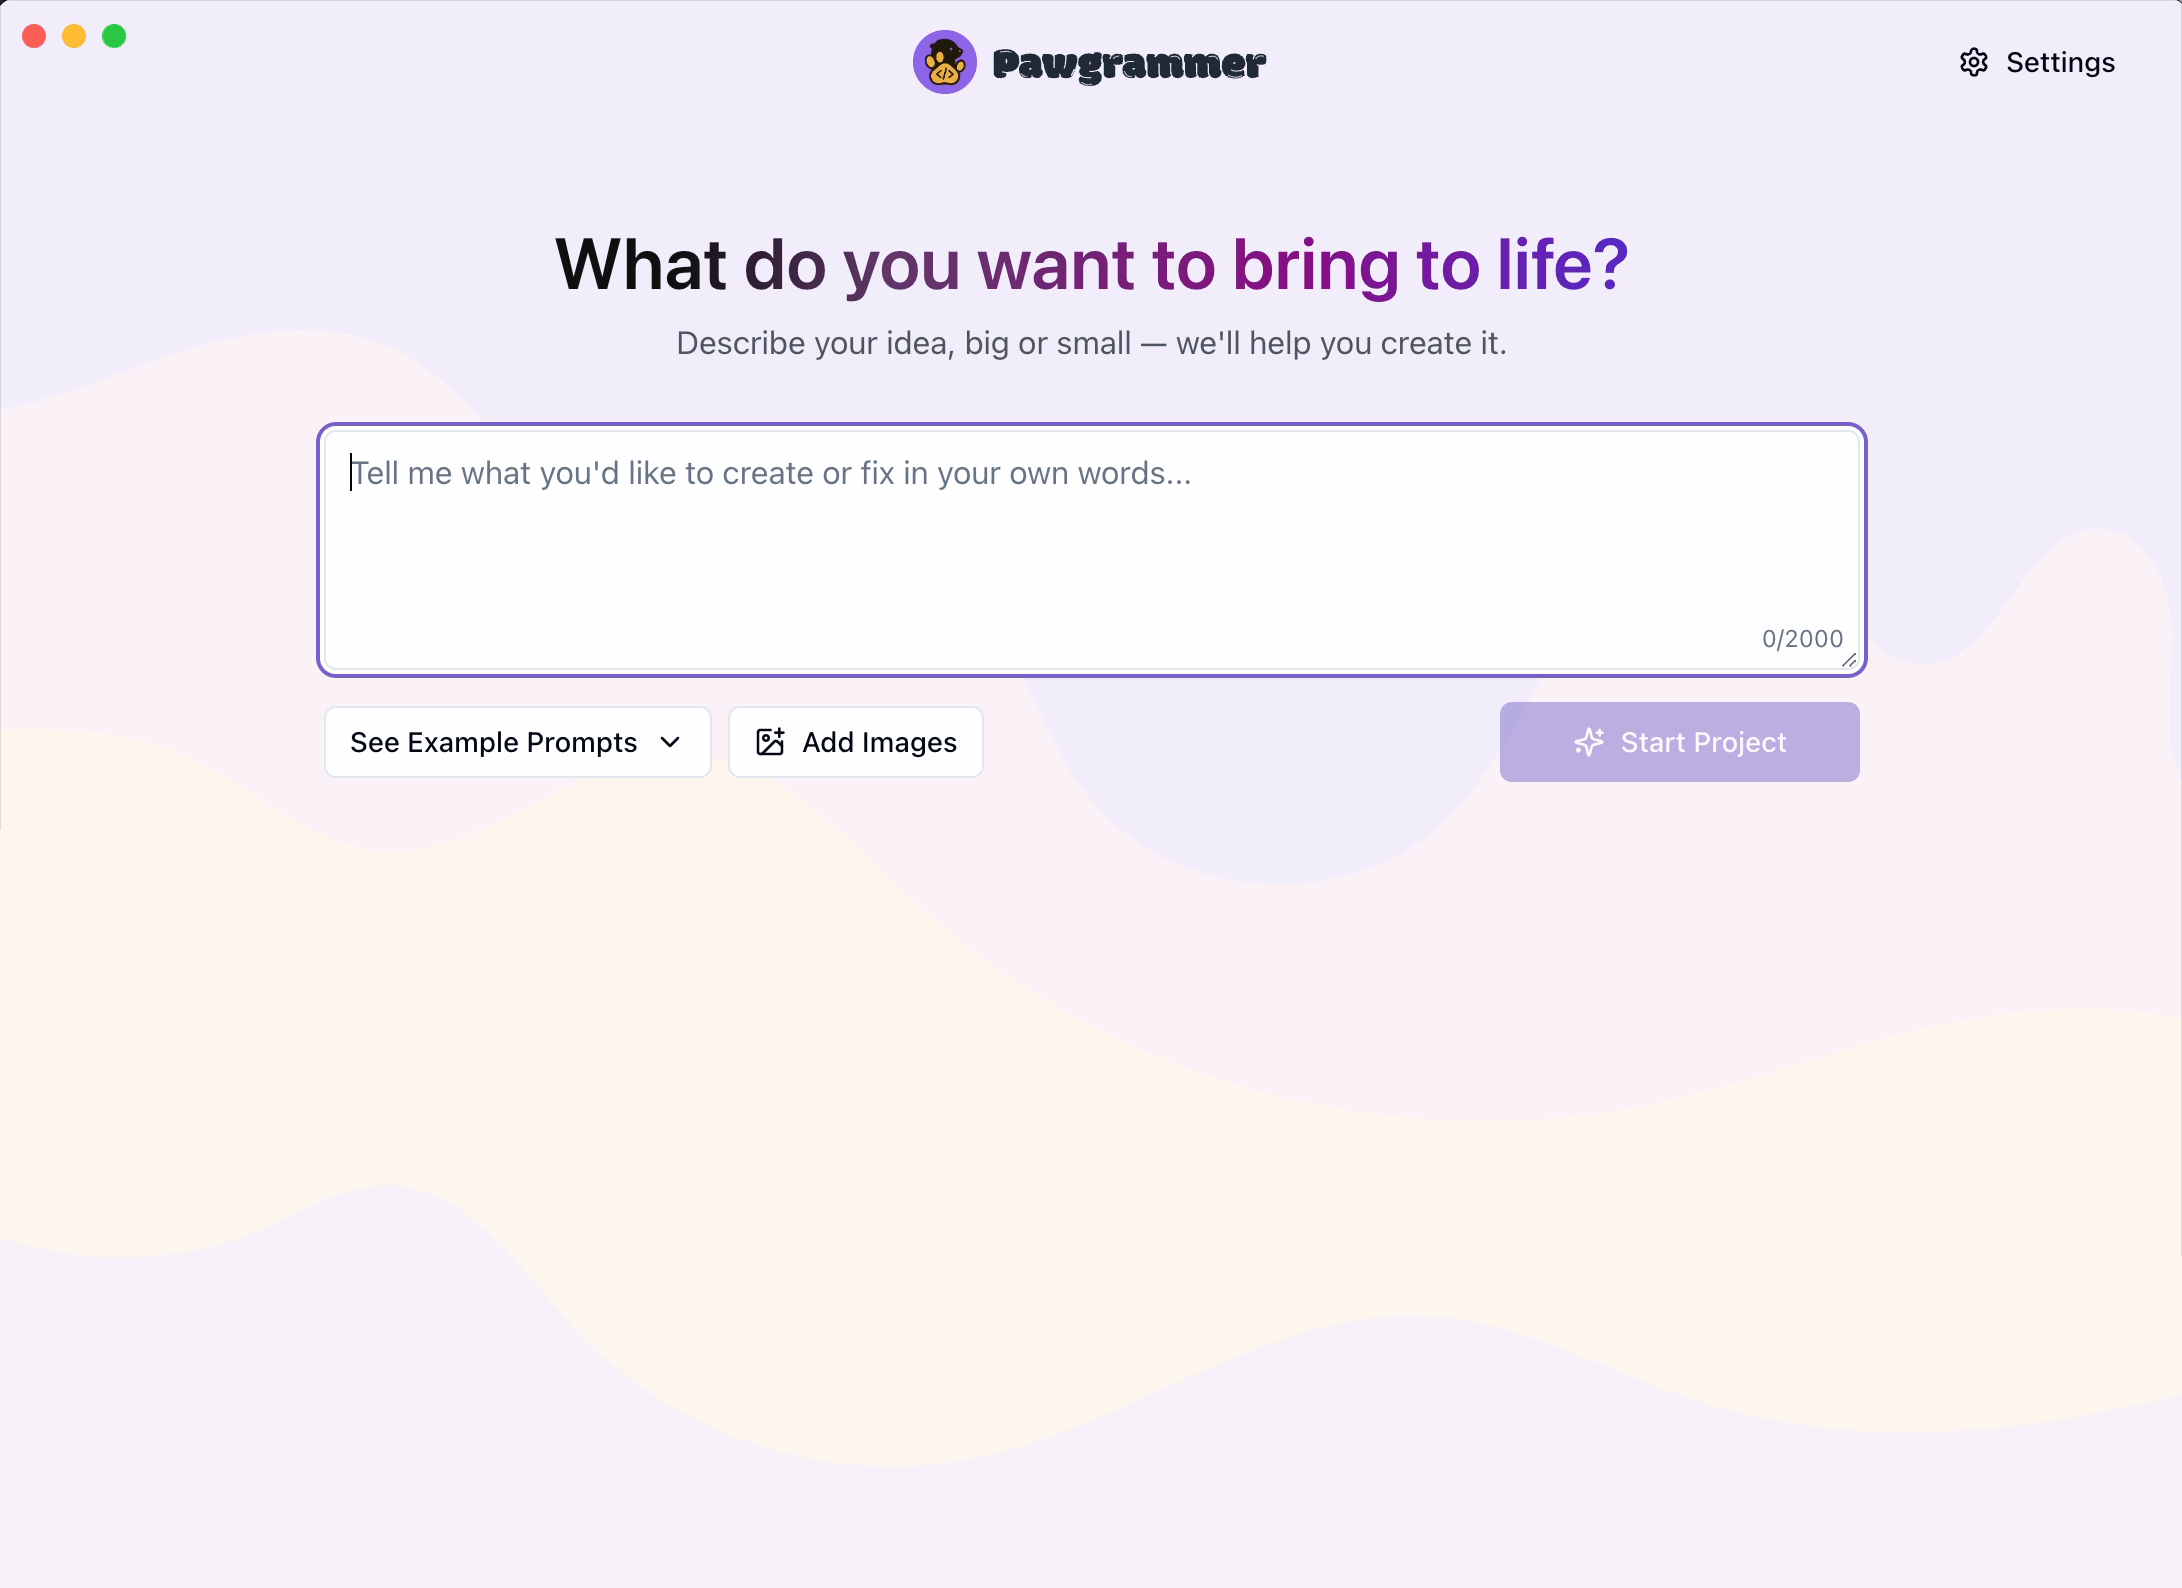 Pawgrammer
Settings
What do you want to bring to life?
Describe your idea, big or small — we'll help you create it.
Tell me what you'd like to create or fix in your own words...
0/2000
See Example Prompts
Add Images
Start Project